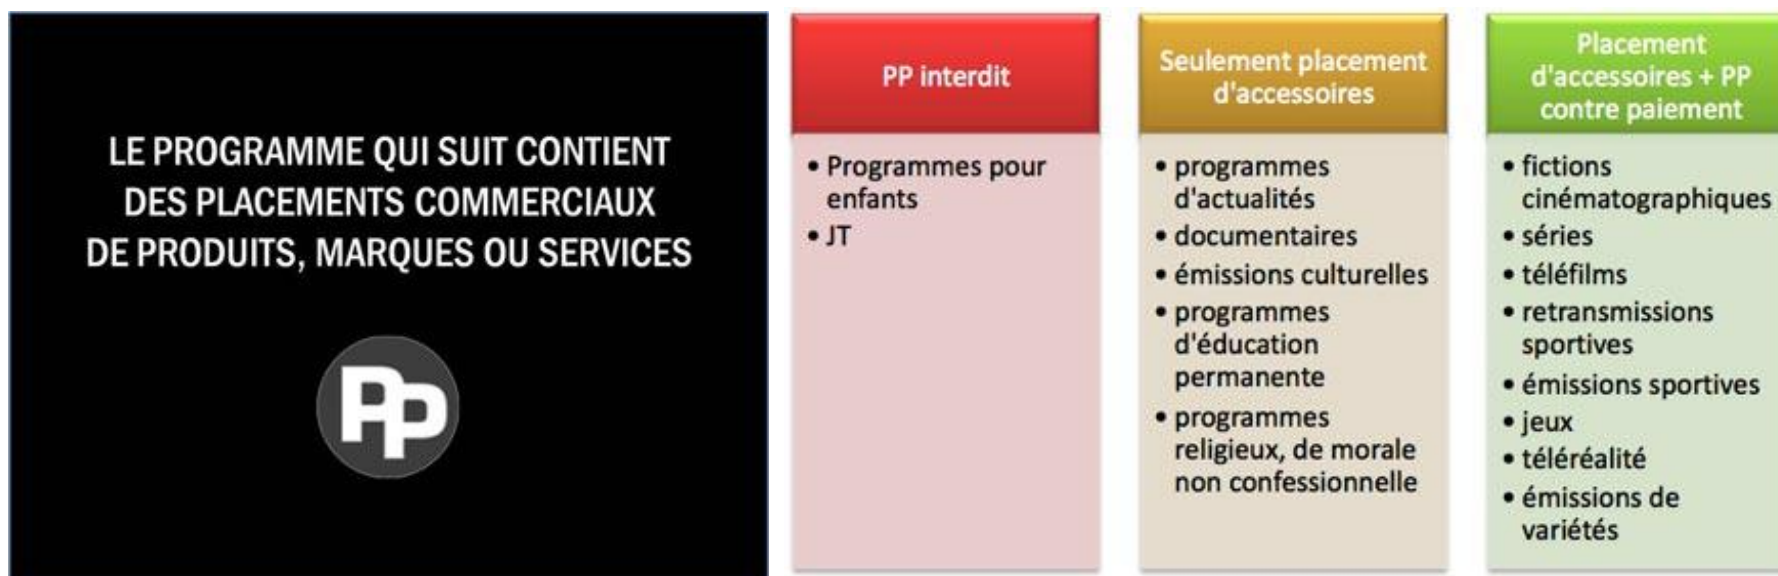 LE PROGRAMME QUI SUIT CONTIENT
DES PLACEMENTS COMMERCIAUX
DE PRODUITS, MARQUES OU SERVICES
PP
PP interdit
• Programmes pour
enfants
• JT
Seulement placement
d'accessoires
• programmes
d'actualités
• documentaires
• émissions culturelles
• programmes
d'éducation
permanente
• programmes
religieux, de morale
non confessionnelle
Placement
d'accessoires + PP
contre paiement
• fictions
cinématographiques
• séries
• téléfilms
• retransmissions
sportives
• émissions sportives
• jeux
• téléréalité
• émissions de
variétés